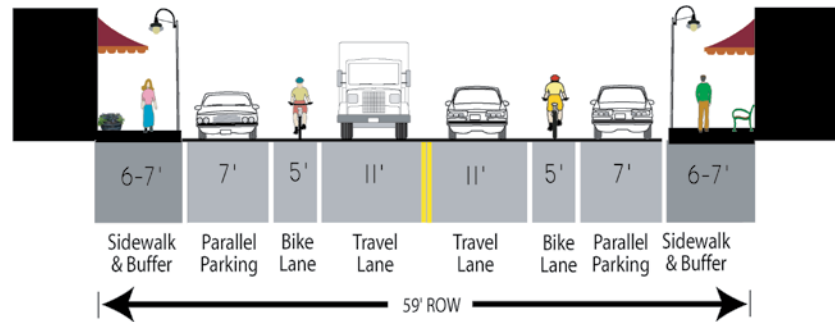 6-7' 7' 5' 11' 11' 5' 7' 6-7'
Sidewalk & Buffer
Parallel Parking
Bike Lane
Travel Lane
Travel Lane
Bike Lane
Parallel Parking
Sidewalk & Buffer
59' ROW